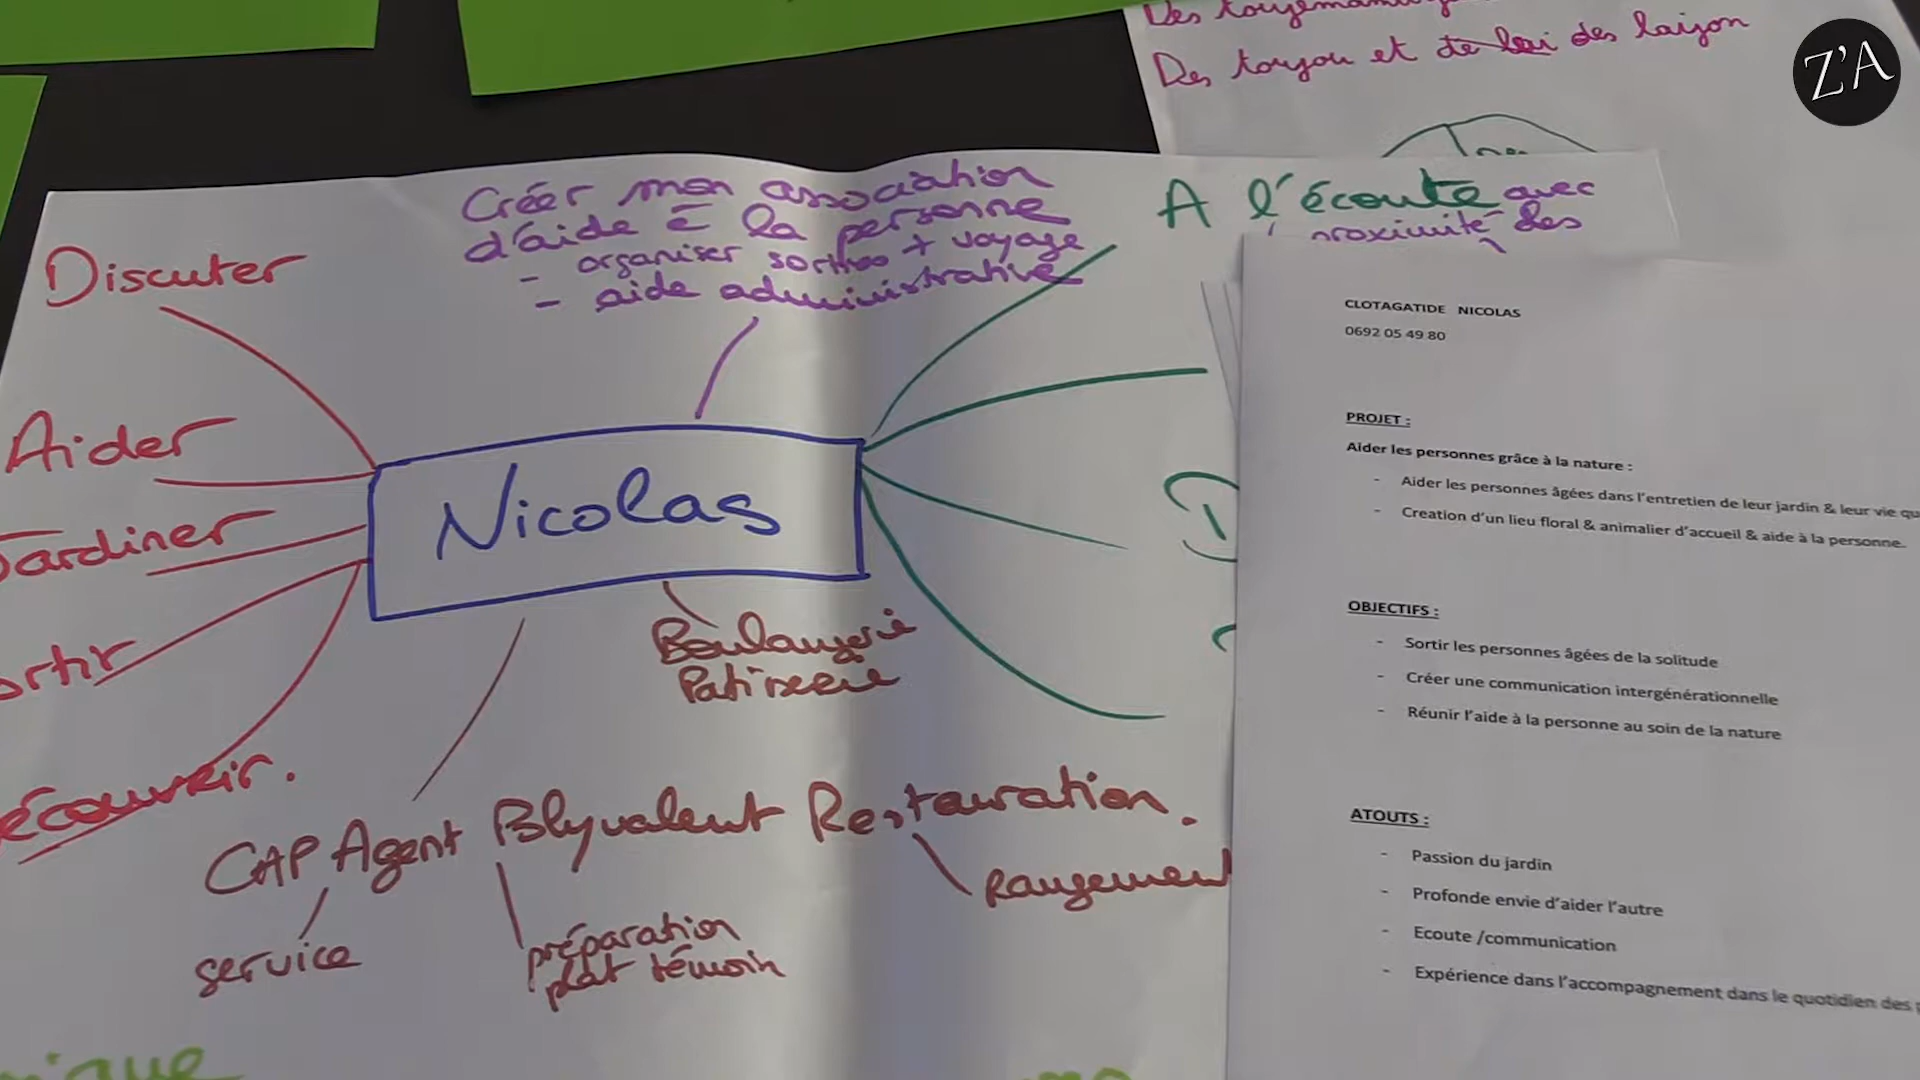 Des toujou et de lui des laijon
Z'A
Créer mon association
d'aide à la personne
- organiser sorties + voyage
- aide administrative
A l'écoute avec
proximité des
Discuter
Aider
Jardiner
ortir
écouvrir.
Nicolas
Boulangerie
Patisserie
CAP Agent Polyvalent Restauration.
rangement
service
préparation
plat témoin
CLOTAGATIDE NICOLAS
0692 05 49 80
PROJET :
Aider les personnes grâce à la nature :
- Aider les personnes âgées dans l'entretien de leur jardin & leur vie qu
- Creation d'un lieu floral & animalier d'accueil & aide à la personne.
OBJECTIFS :
- Sortir les personnes âgées de la solitude
- Créer une communication intergénérationnelle
- Réunir l'aide à la personne au soin de la nature
ATOUTS :
- Passion du jardin
- Profonde envie d'aider l'autre
- Ecoute /communication
- Expérience dans l'accompagnement dans le quotidien des p